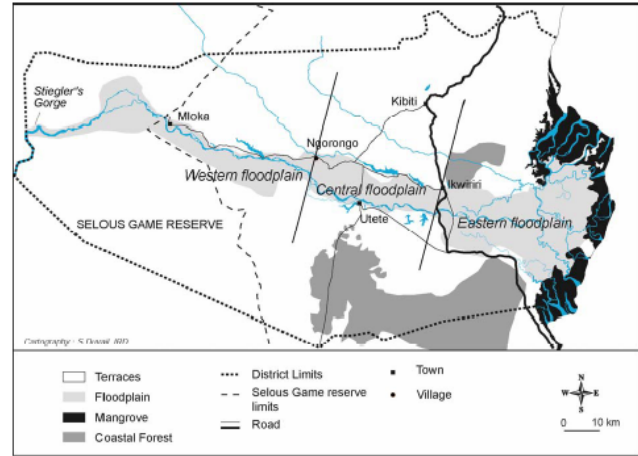 Stiegler's
Gorge
Mloka
Kibiti
Ngorongo
Western floodplain
Central floodplain
Ikwiriri
SELOUS GAME RESERVE
Utete
Eastern floodplain
Cartography : S. Duvail, IRD
Terraces
Floodplain
Mangrove
Coastal Forest
District Limits
Selous Game reserve
limits
Road
Town
Village
N
W E
S
0 10 km